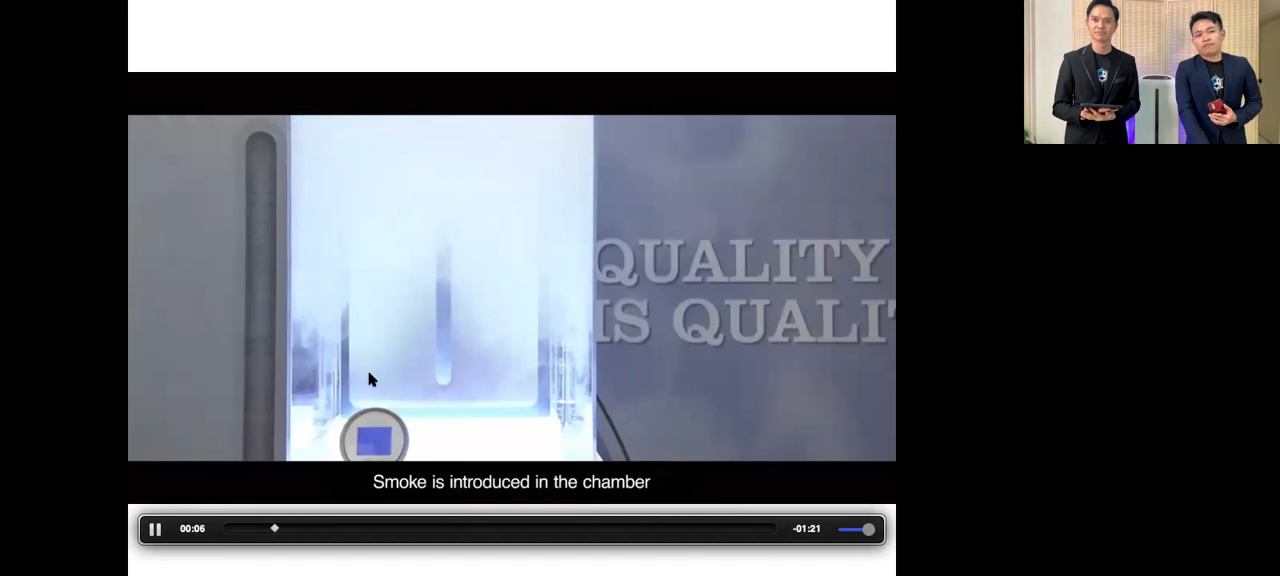 QUALITY
IS QUALI
Smoke is introduced in the chamber
00:06
-01:21